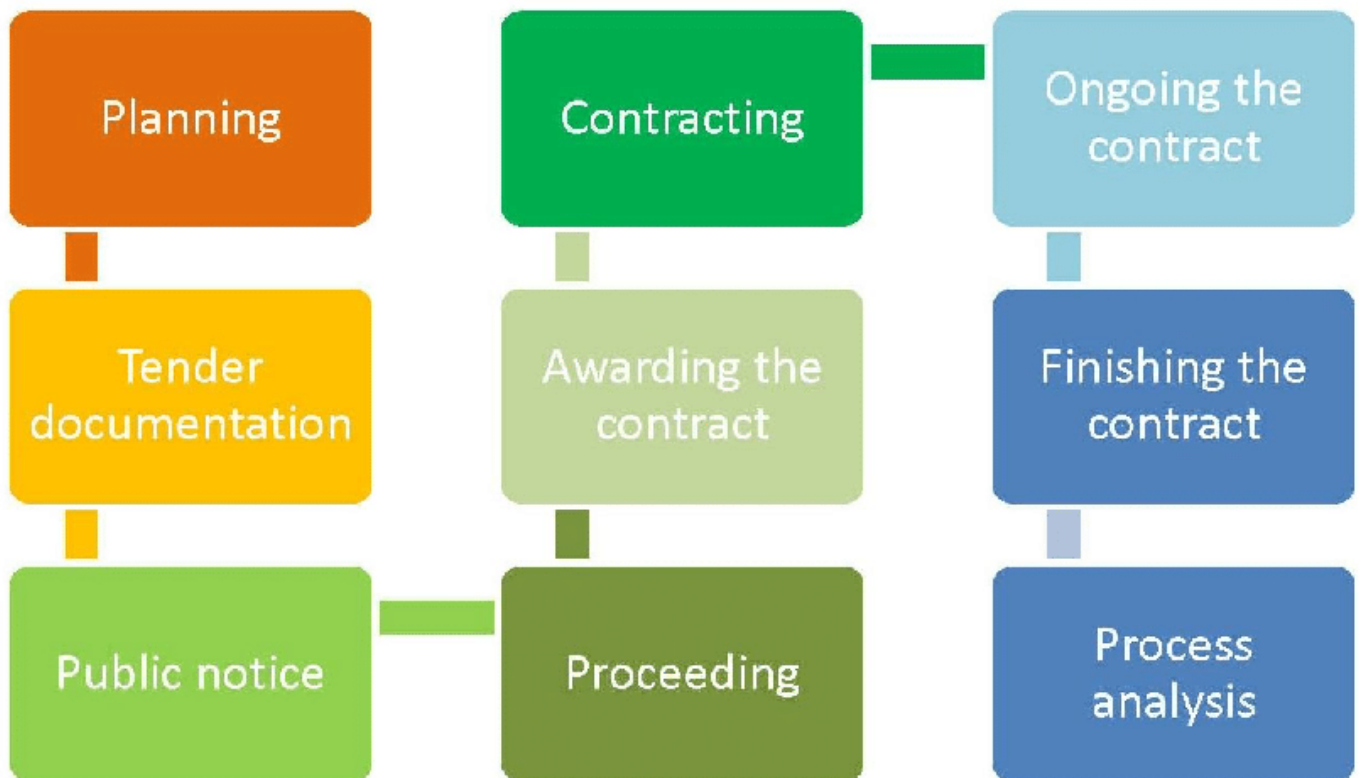 Planning
Tender
documentation
Public notice
Proceeding
Awarding the
contract
Contracting
Ongoing the
contract
Finishing the
contract
Process
analysis